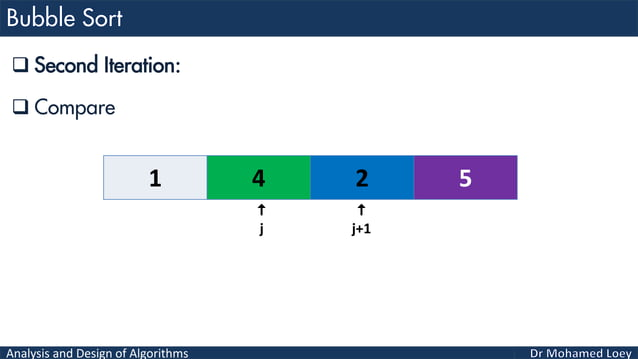 Bubble Sort
Second Iteration:
Compare
1 4 2 5
j j+1
Analysis and Design of Algorithms Dr Mohamed Loey